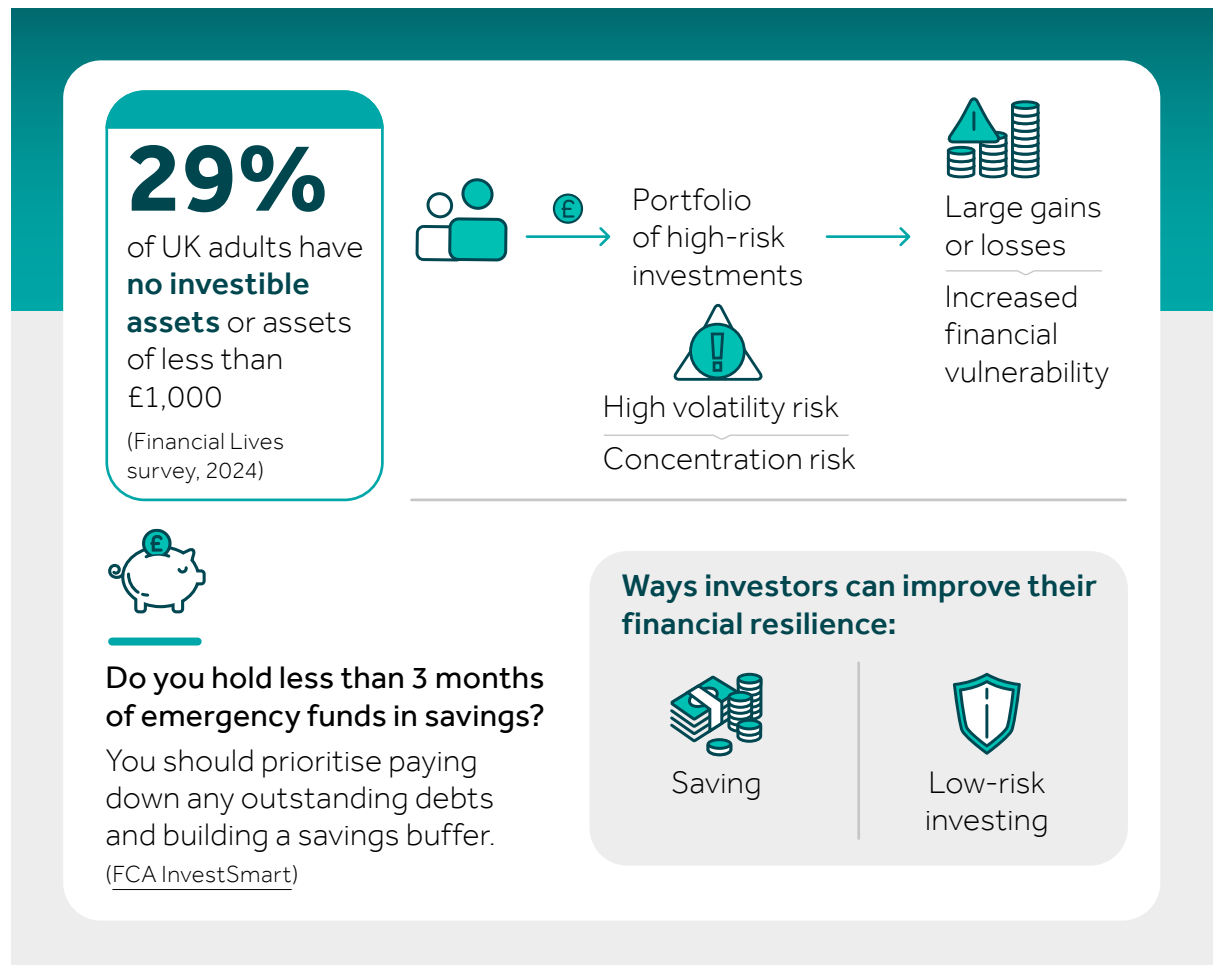 29%
of UK adults have
no investible
assets or assets
of less than
£1,000
(Financial Lives
survey, 2024)
£
Portfolio
of high-risk
investments
!
High volatility risk
Concentration risk
Large gains
or losses
Increased
financial
vulnerability
£
Do you hold less than 3 months
of emergency funds in savings?
You should prioritise paying
down any outstanding debts
and building a savings buffer.
(FCA InvestSmart)
Ways investors can improve their
financial resilience:
Saving
Low-risk
investing